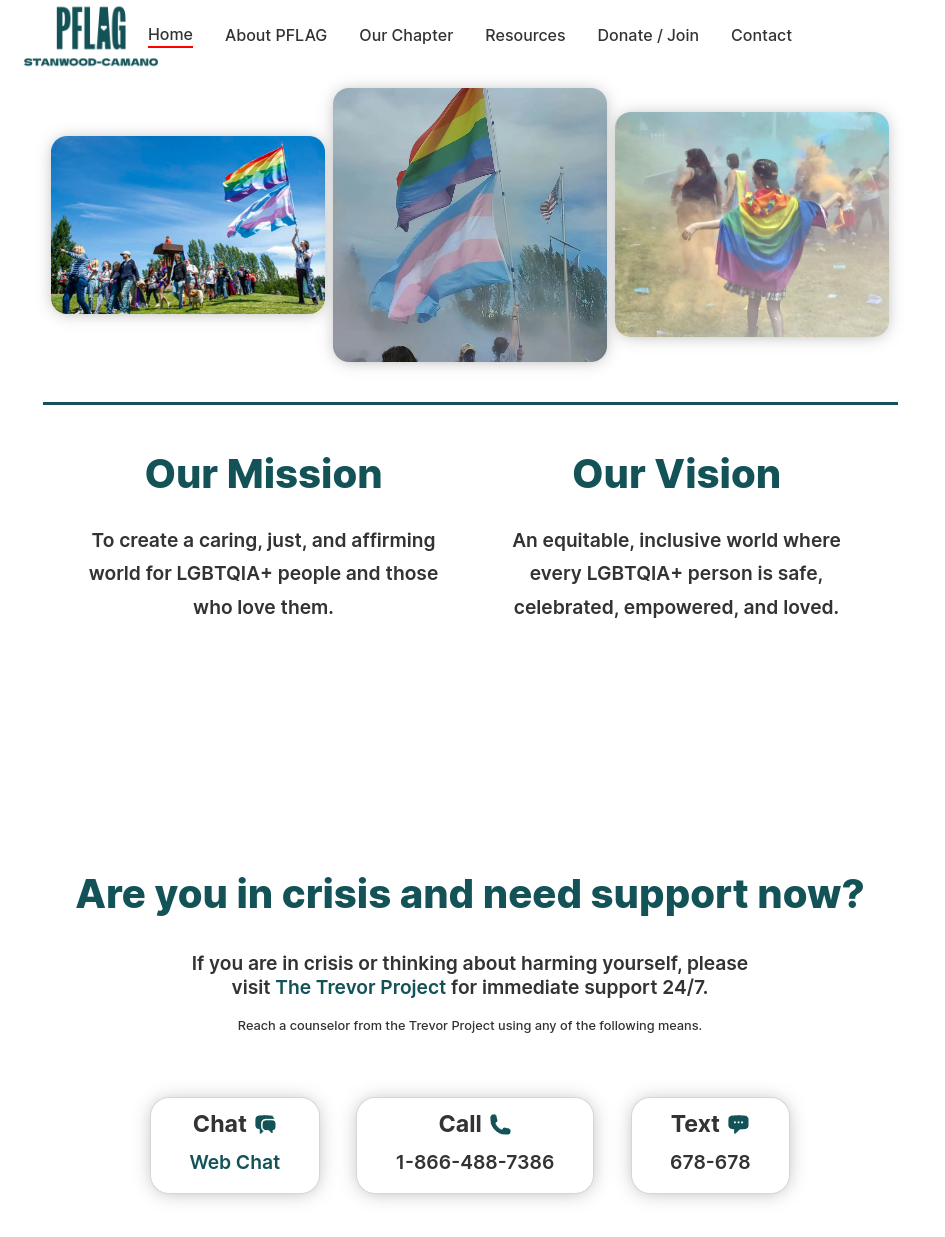 PFLAG
STANWOOD-CAMANO
Home
About PFLAG
Our Chapter
Resources
Donate / Join
Contact
Our Mission
To create a caring, just, and affirming
world for LGBTQIA+ people and those
who love them.
Our Vision
An equitable, inclusive world where
every LGBTQIA+ person is safe,
celebrated, empowered, and loved.
Are you in crisis and need support now?
If you are in crisis or thinking about harming yourself, please
visit The Trevor Project for immediate support 24/7.
Reach a counselor from the Trevor Project using any of the following means.
Chat
Web Chat
Call
1-866-488-7386
Text
678-678